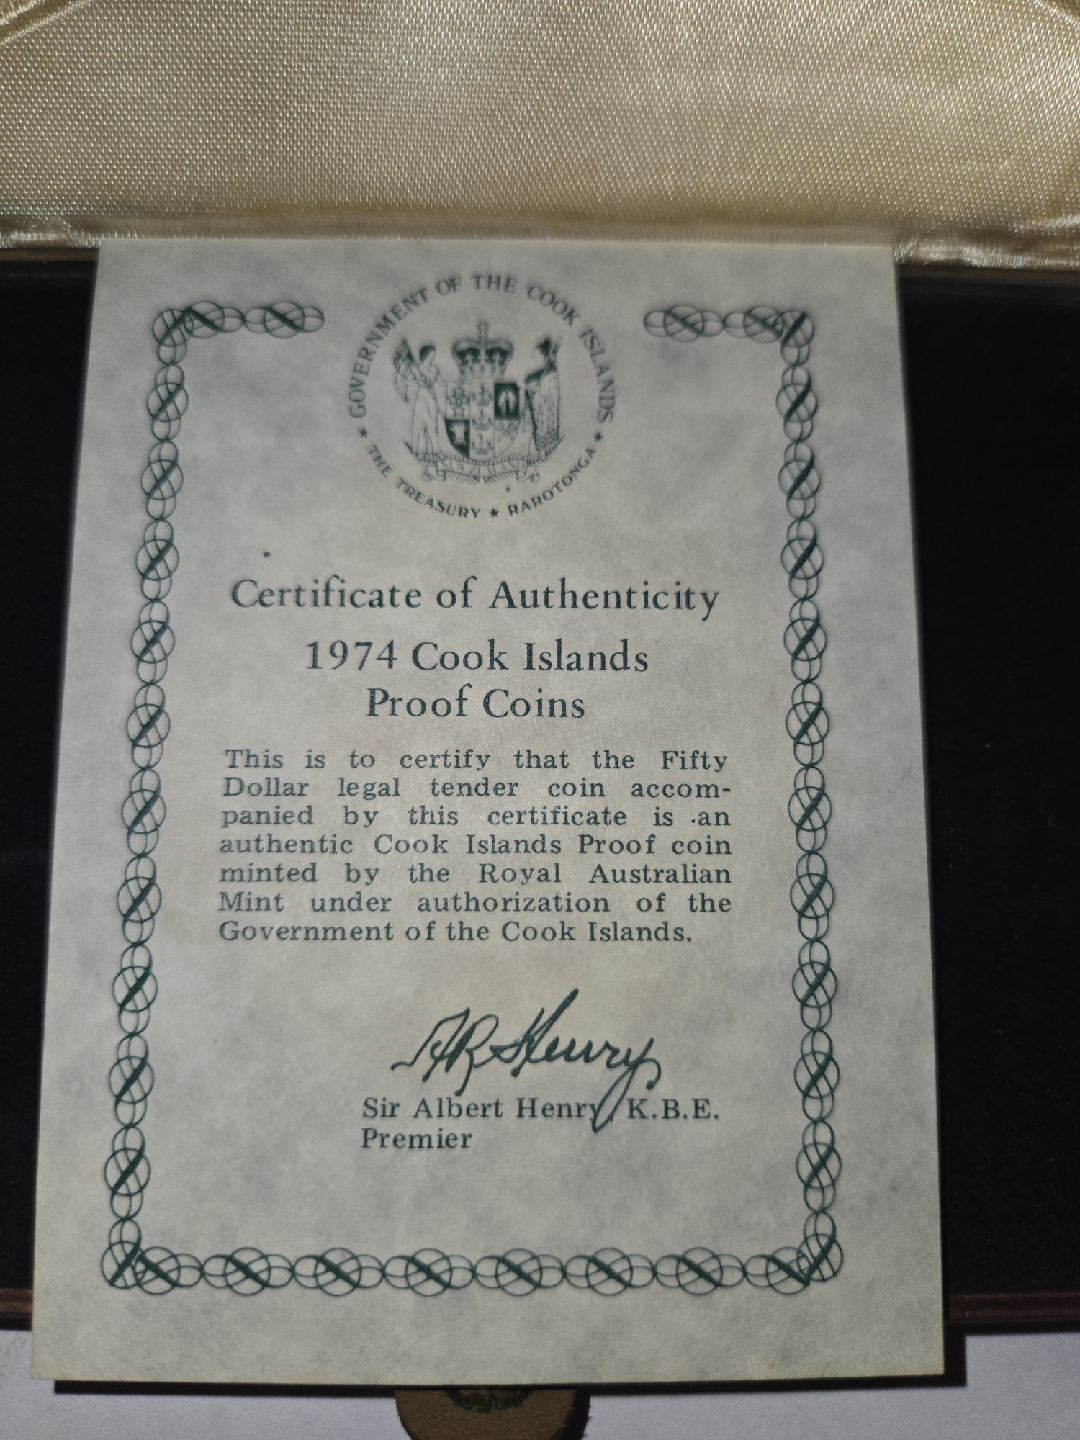 GOVERNMENT OF THE COOK ISLANDS
★ THE TREASURY ★ RAROTONGA ★
Certificate of Authenticity
1974 Cook Islands
Proof Coins
This is to certify that the Fifty
Dollar legal tender coin accom-
panied by this certificate is an
authentic Cook Islands Proof coin
minted by the Royal Australian
Mint under authorization of the
Government of the Cook Islands.
AR Henry
Sir Albert Henry, K.B.E.
Premier